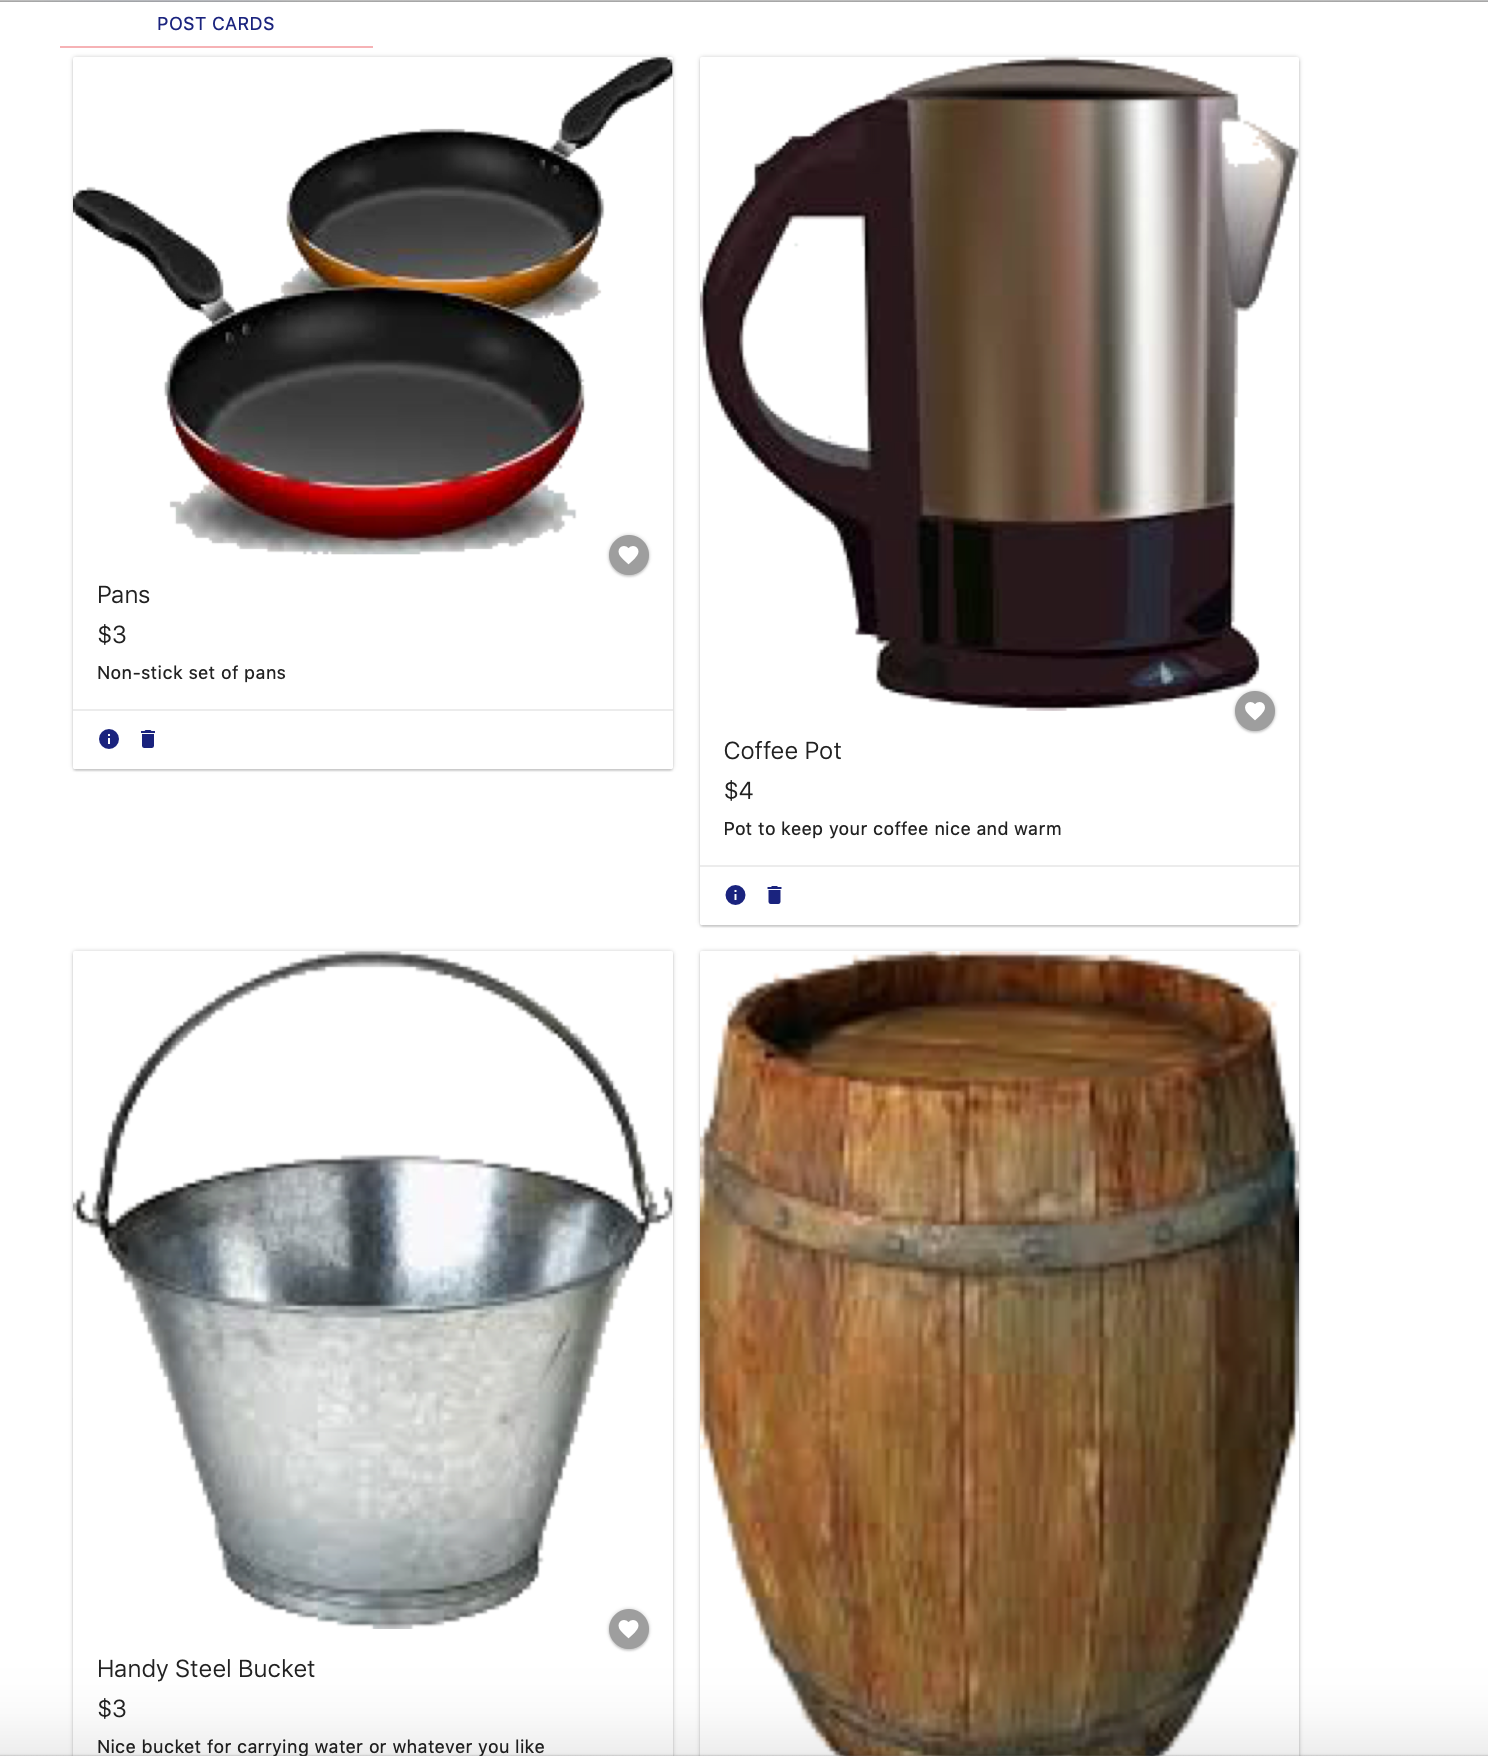 POST CARDS
Pans
$3
Non-stick set of pans
Coffee Pot
$4
Pot to keep your coffee nice and warm
Handy Steel Bucket
$3
Nice bucket for carrying water or whatever you like